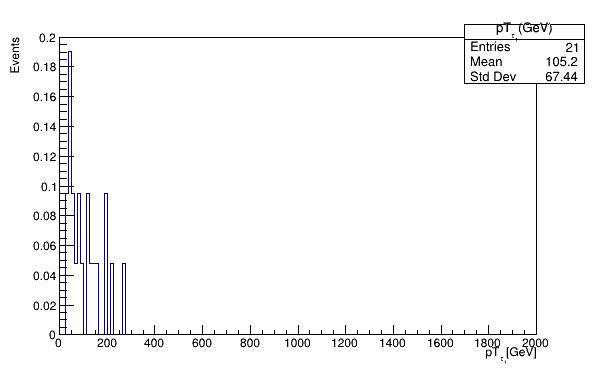 pTτ1(GeV)
Entries 21
Mean 105.2
Std Dev 67.44
Events
0.2
0.18
0.16
0.14
0.12
0.1
0.08
0.06
0.04
0.02
0
0 200 400 600 800 1000 1200 1400 1600 1800 2000
pTτ1[GeV]